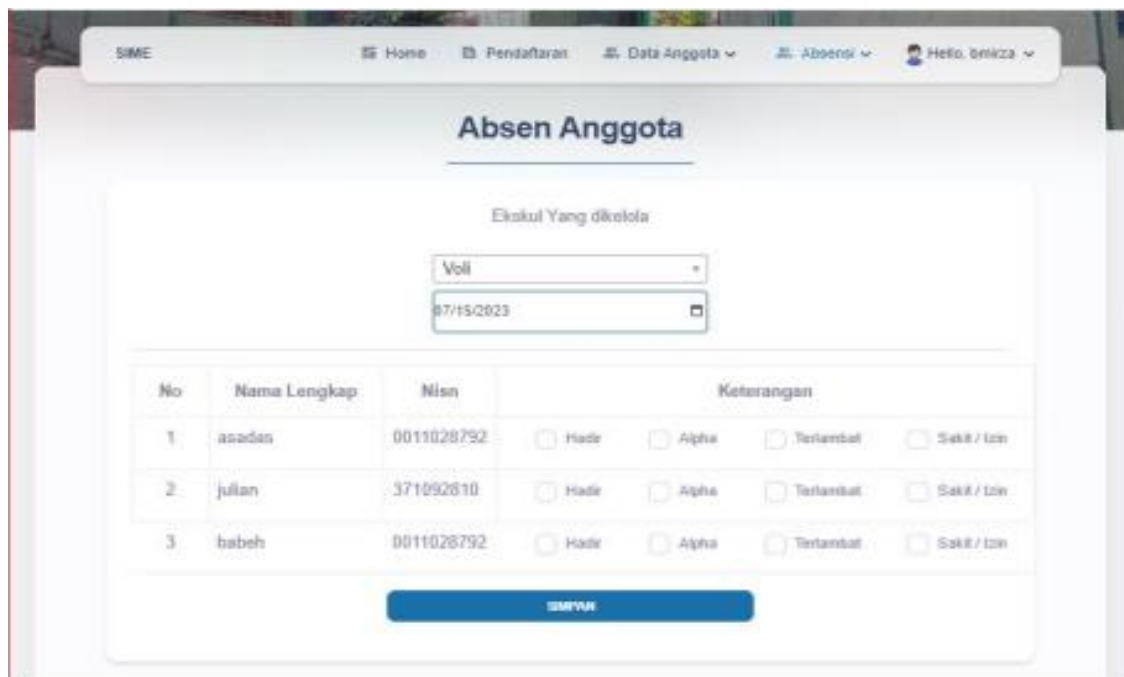 SIME Home Pendaftaran Data Anggota Absensi Hello, bmirza
Absen Anggota
Ekskul Yang dikelola
Voli
07/15/2023
No Nama Lengkap Nisn Keterangan
1 asadas 0011028792 Hadir Alpha Terlambat Sakit / Izin
2 julian 371092810 Hadir Alpha Terlambat Sakit / Izin
3 babeh 0011028792 Hadir Alpha Terlambat Sakit / Izin
SIMPAN